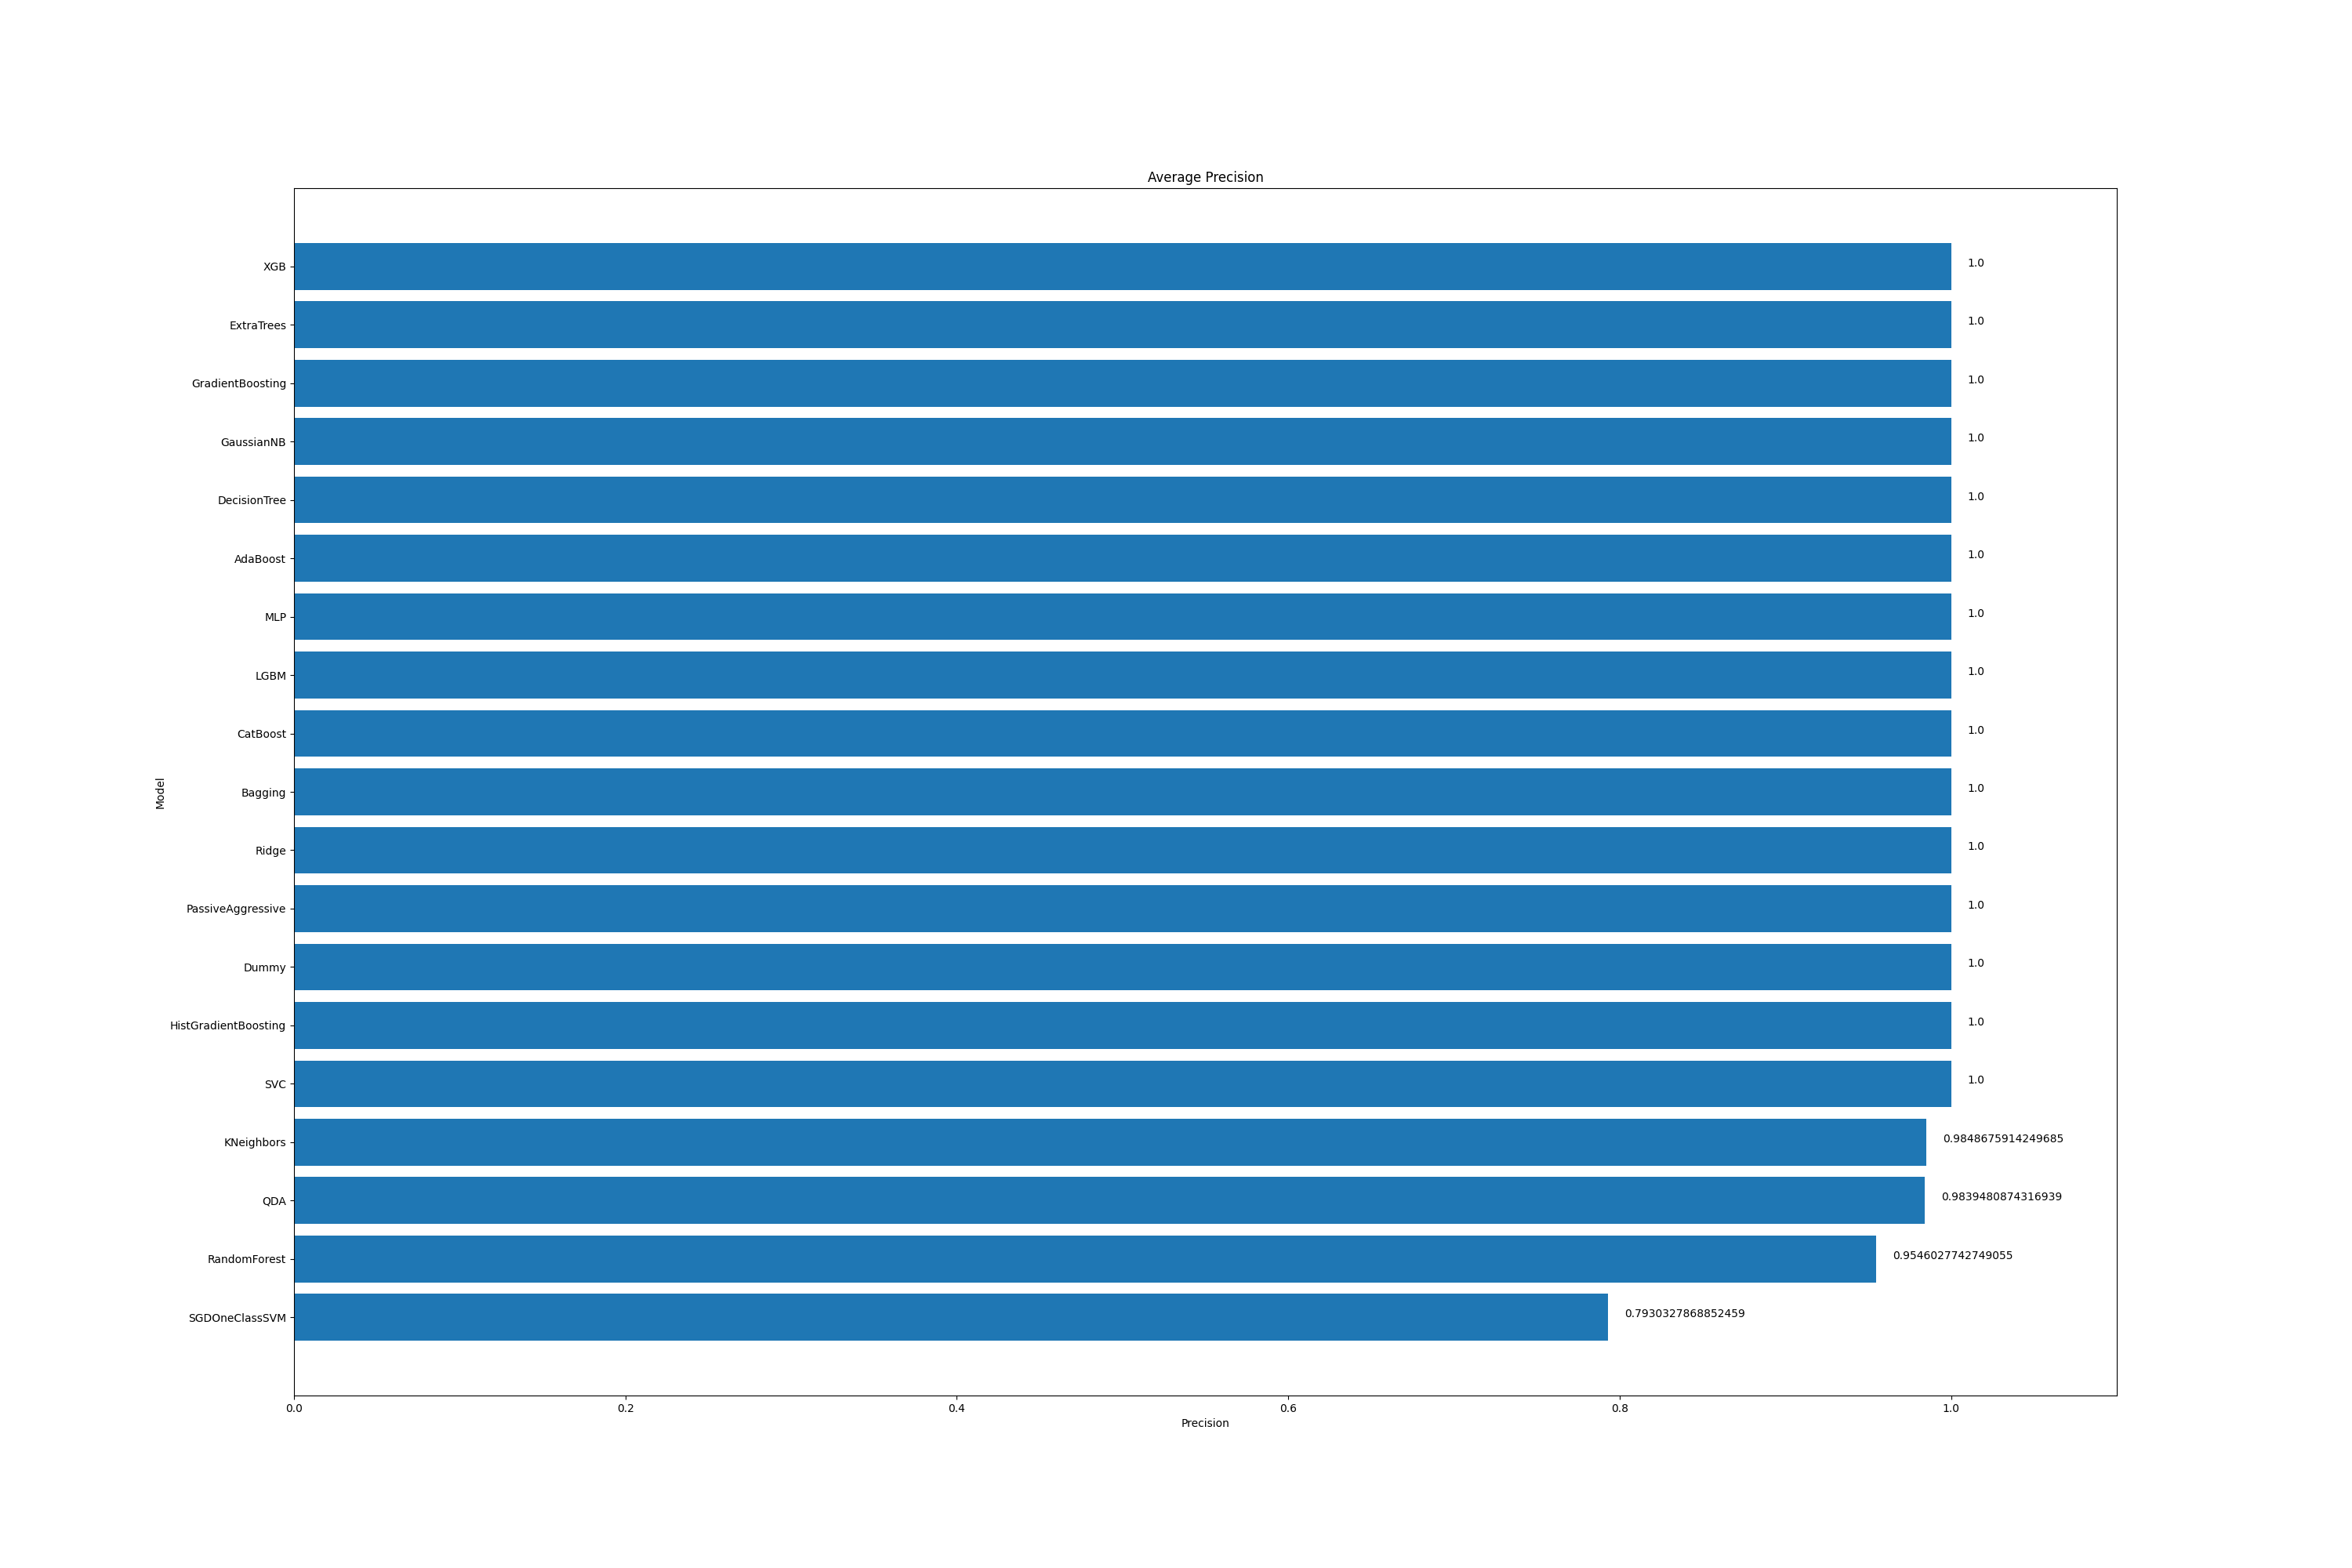 Average Precision
XGB 1.0
ExtraTrees 1.0
GradientBoosting 1.0
GaussianNB 1.0
DecisionTree 1.0
AdaBoost 1.0
MLP 1.0
LGBM 1.0
CatBoost 1.0
Model
Bagging 1.0
Ridge 1.0
PassiveAggressive 1.0
Dummy 1.0
HistGradientBoosting 1.0
SVC 1.0
KNeighbors 0.9848675914249685
QDA 0.9839480874316939
RandomForest 0.9546027742749055
SGDOneClassSVM 0.7930327868852459
0.0 0.2 0.4 0.6 0.8 1.0
Precision